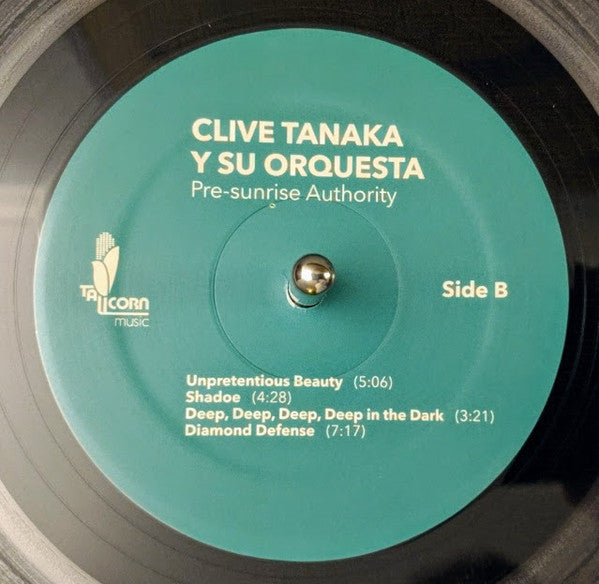 CLIVE TANAKA
Y SU ORQUESTA
Pre-sunrise Authority
TALLCORN
music
Side B
Unpretentious Beauty (5:06)
Shadoe (4:28)
Deep, Deep, Deep, Deep in the Dark (3:21)
Diamond Defense (7:17)